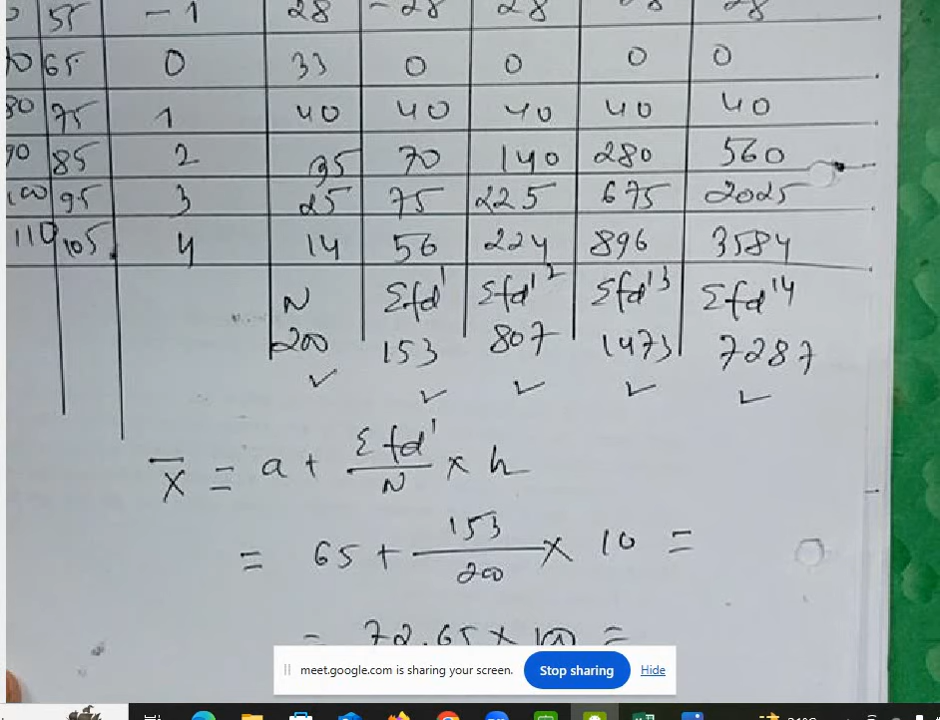 55 -1 28 -28 28 28
65 0 33 0 0 0 0
80 75 1 40 40 40 40 40
85 2 35 70 140 280 560
100 95 3 25 75 225 675 2025
110 105 4 14 56 224 896 3584
N Σfd' Σfd'² Σfd'³ Σfd'4
200 153 807 1473 7287
X̄ = a + Σfd'/N × h
= 65 + 153/200 × 10 =
= 72.65 ×
meet.google.com is sharing your screen. Stop sharing Hide